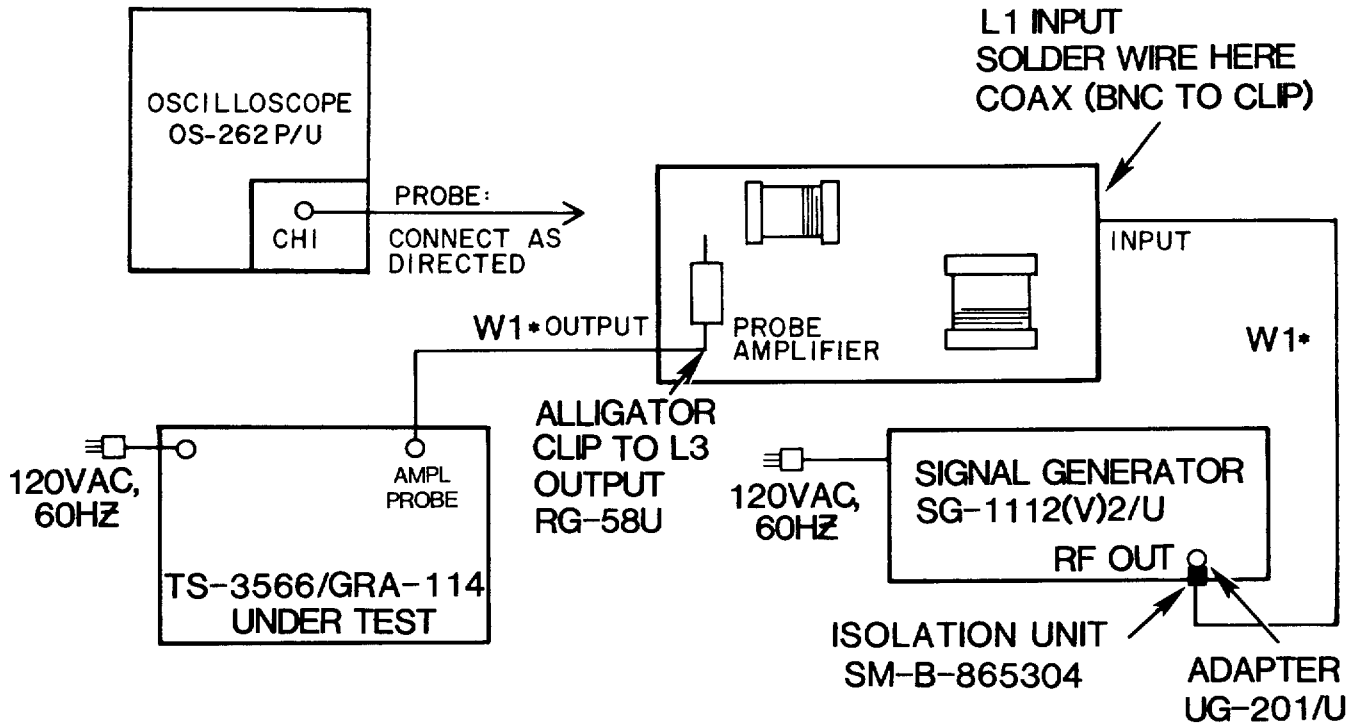 L1 INPUT
SOLDER WIRE HERE
COAX (BNC TO CLIP)
OSCILLOSCOPE
OS-262 P/U
CHI
PROBE:
CONNECT AS
DIRECTED
INPUT
W1* OUTPUT
PROBE
AMPLIFIER
W1*
ALLIGATOR
CLIP TO L3
OUTPUT
RG-58U
120VAC,
60HZ
AMPL
PROBE
TS-3566/GRA-114
UNDER TEST
120VAC,
60HZ
SIGNAL GENERATOR
SG-1112(V)2/U
RF OUT
ISOLATION UNIT
SM-B-865304
ADAPTER
UG-201/U